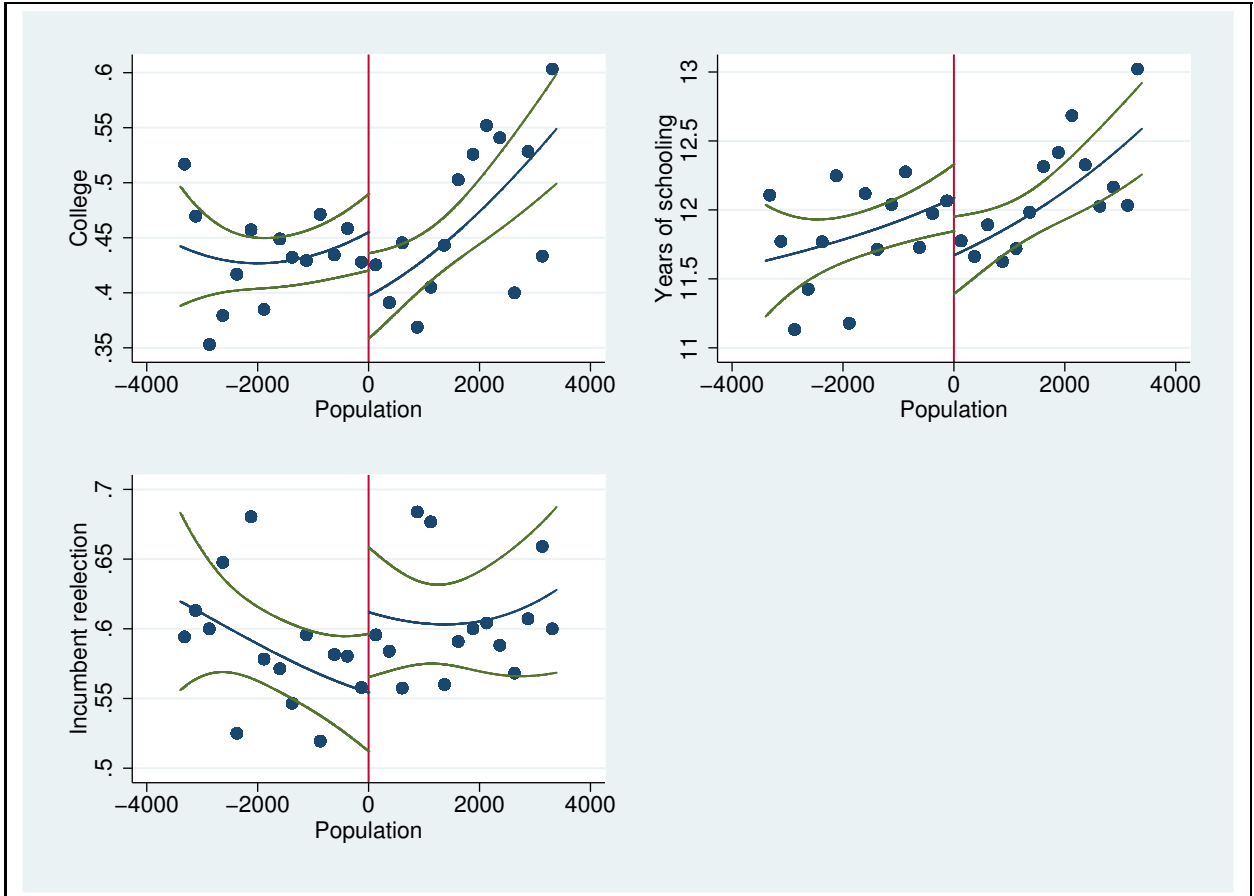 College
.35
.4
.45
.5
.55
.6
−4000 −2000 0 2000 4000
Population
Years of schooling
11
11.5
12
12.5
13
−4000 −2000 0 2000 4000
Population
Incumbent reelection
.5
.55
.6
.65
.7
−4000 −2000 0 2000 4000
Population